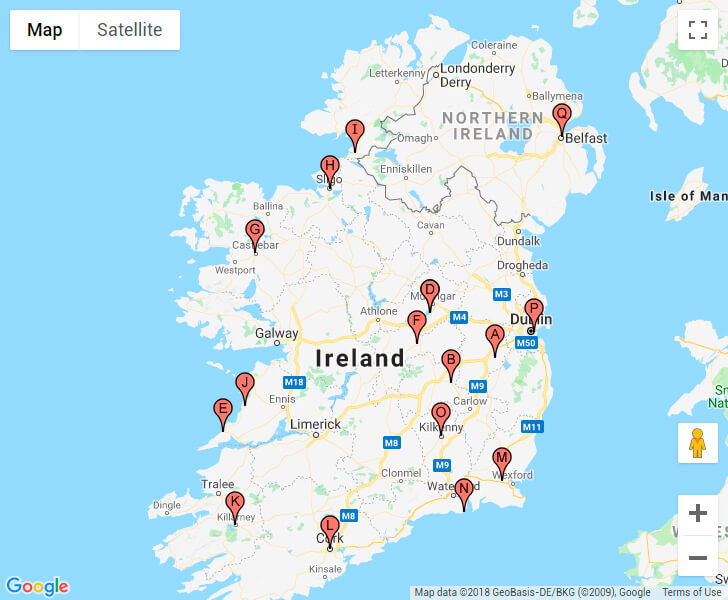 Map Satellite
Coleraine
Letterkenny
Londonderry
Derry
Ballymena
NORTHERN
IRELAND
Q
Belfast
I
Omagh
H
Sligo
Enniskillen
Isle of Man
Ballina
G
Castlebar
Westport
Cavan
Dundalk
Drogheda
D
M3
Athlone
M4
F
P
Dublin
M50
Galway
A
Ireland
B
J
M18
M9
E
Ennis
Carlow
O
Limerick
Kilkenny
M11
M8
M
M9
Clonmel
Wexford
Tralee
N
K
Dingle
Killarney
M8
L
Cork
Kinsale
+
−
Google
Map data ©2018 GeoBasis-DE/BKG (©2009), Google Terms of Use